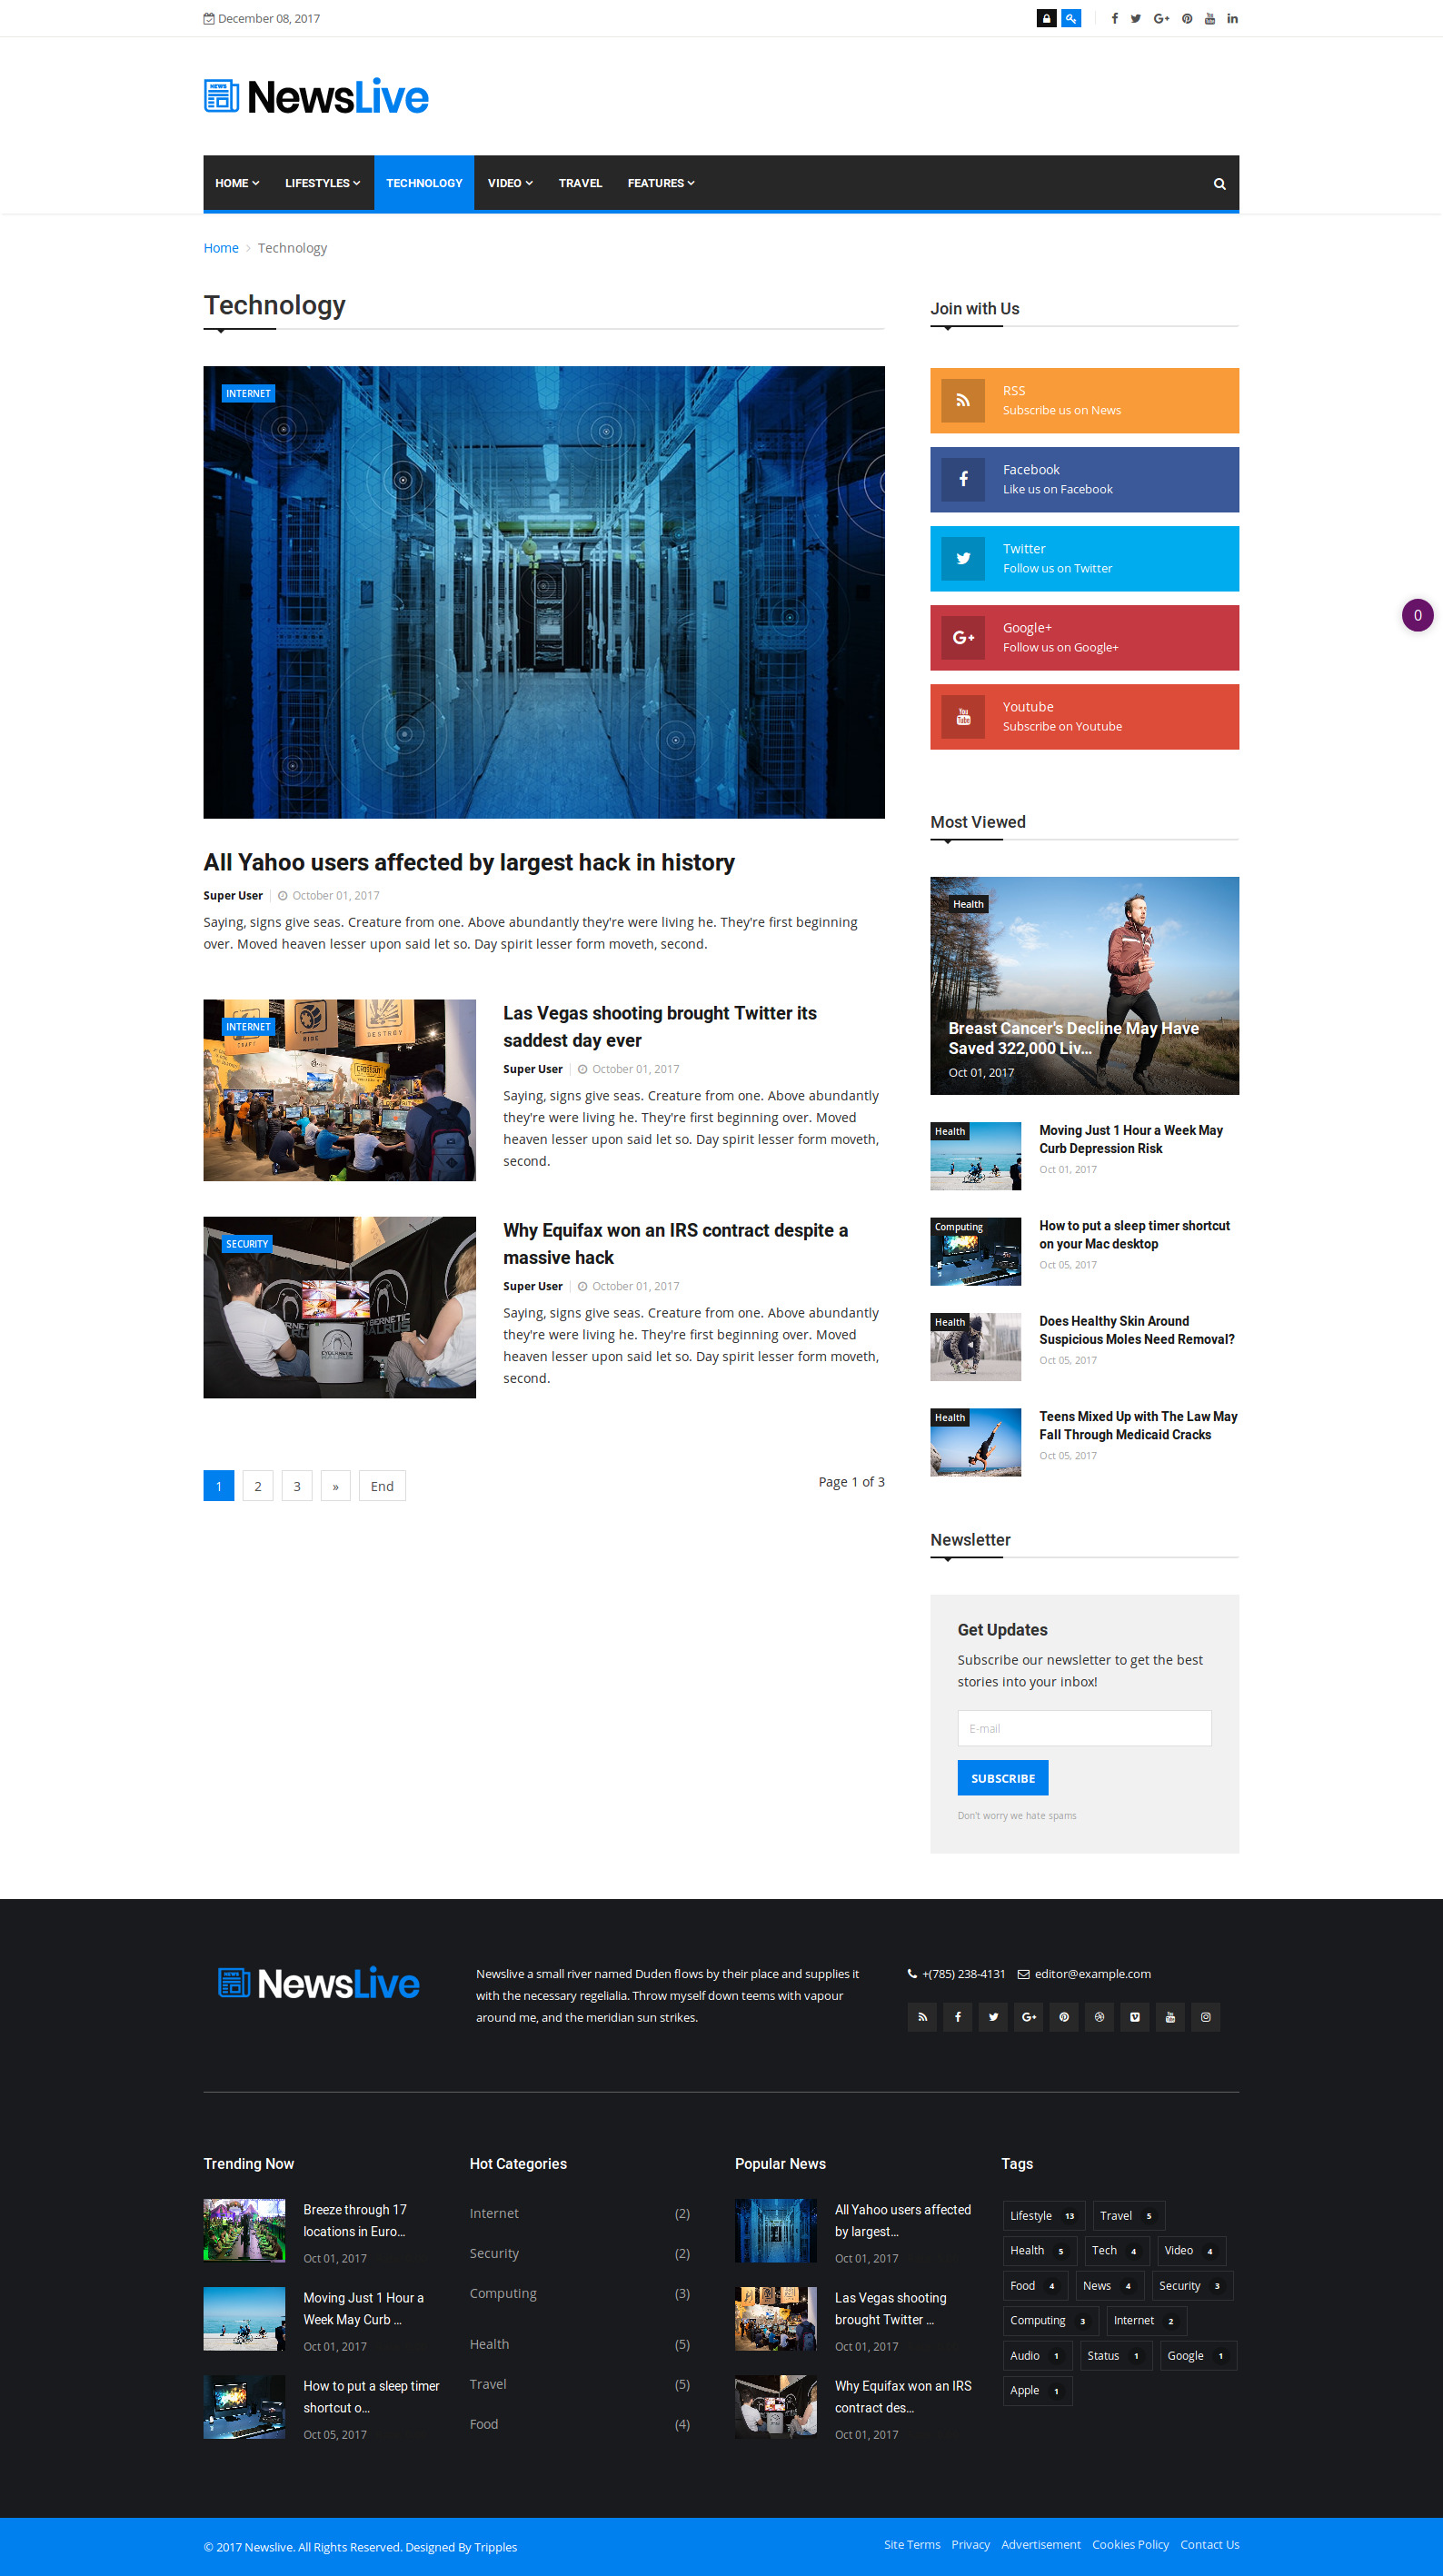 December 08, 2017
NEWS NewsLive
HOME
LIFESTYLES
TECHNOLOGY
VIDEO
TRAVEL
FEATURES
Home
Technology
Technology
INTERNET
All Yahoo users affected by largest hack in history
Super User
October 01, 2017
Saying, signs give seas. Creature from one. Above abundantly they're were living he. They're first beginning
over. Moved heaven lesser upon said let so. Day spirit lesser form moveth, second.
INTERNET
CRAFT
RIDE
DESTROY
Las Vegas shooting brought Twitter its
saddest day ever
Super User
October 01, 2017
Saying, signs give seas. Creature from one. Above abundantly
they're were living he. They're first beginning over. Moved
heaven lesser upon said let so. Day spirit lesser form moveth,
second.
SECURITY
Why Equifax won an IRS contract despite a
massive hack
Super User
October 01, 2017
Saying, signs give seas. Creature from one. Above abundantly
they're were living he. They're first beginning over. Moved
heaven lesser upon said let so. Day spirit lesser form moveth,
second.
1
2
3
»
End
Page 1 of 3
Join with Us
RSS
Subscribe us on News
Facebook
Like us on Facebook
Twitter
Follow us on Twitter
Google+
Follow us on Google+
Youtube
Subscribe on Youtube
0
Most Viewed
Health
Breast Cancer's Decline May Have
Saved 322,000 Liv...
Oct 01, 2017
Health
Moving Just 1 Hour a Week May
Curb Depression Risk
Oct 01, 2017
Computing
How to put a sleep timer shortcut
on your Mac desktop
Oct 05, 2017
Health
Does Healthy Skin Around
Suspicious Moles Need Removal?
Oct 05, 2017
Health
Teens Mixed Up with The Law May
Fall Through Medicaid Cracks
Oct 05, 2017
Newsletter
Get Updates
Subscribe our newsletter to get the best
stories into your inbox!
E-mail
SUBSCRIBE
Don't worry we hate spams
NEWS NewsLive
Newslive a small river named Duden flows by their place and supplies it
with the necessary regelialia. Throw myself down teems with vapour
around me, and the meridian sun strikes.
+(785) 238-4131
editor@example.com
Trending Now
Breeze through 17
locations in Euro...
Oct 01, 2017
Moving Just 1 Hour a
Week May Curb ...
Oct 01, 2017
How to put a sleep timer
shortcut o...
Oct 05, 2017
Hot Categories
Internet (2)
Security (2)
Computing (3)
Health (5)
Travel (5)
Food (4)
Popular News
All Yahoo users affected
by largest...
Oct 01, 2017
Las Vegas shooting
brought Twitter ...
Oct 01, 2017
Why Equifax won an IRS
contract des...
Oct 01, 2017
Tags
Lifestyle 13 Travel 5
Health 5 Tech 4 Video 4
Food 4 News 4 Security 3
Computing 3 Internet 2
Audio 1 Status 1 Google 1
Apple 1
© 2017 Newslive. All Rights Reserved. Designed By Tripples
Site Terms Privacy Advertisement Cookies Policy Contact Us